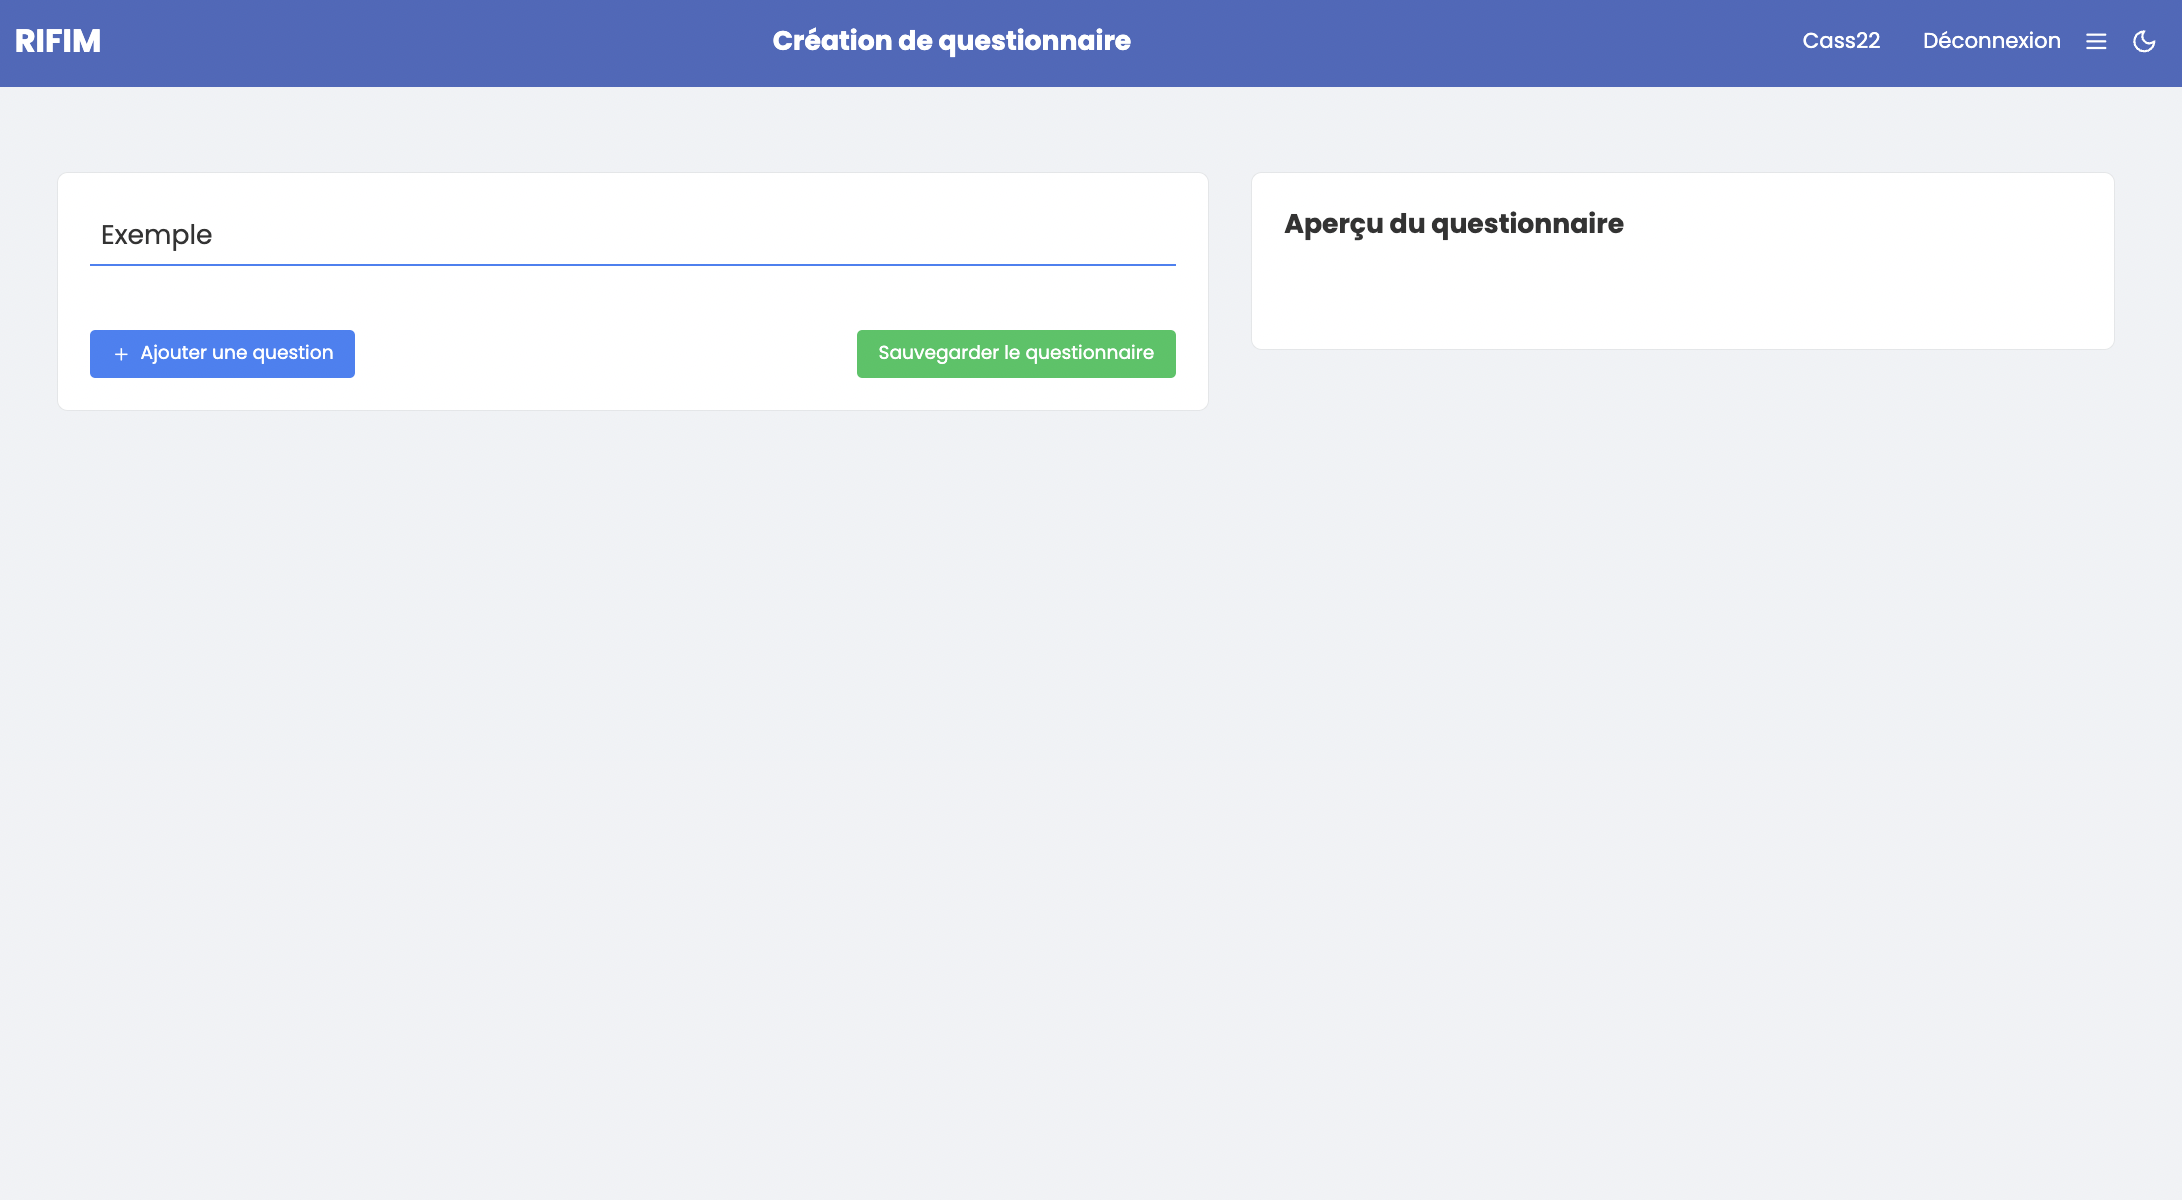 RIFIM
Création de questionnaire
Cass22
Déconnexion
Exemple
+ Ajouter une question
Sauvegarder le questionnaire
Aperçu du questionnaire